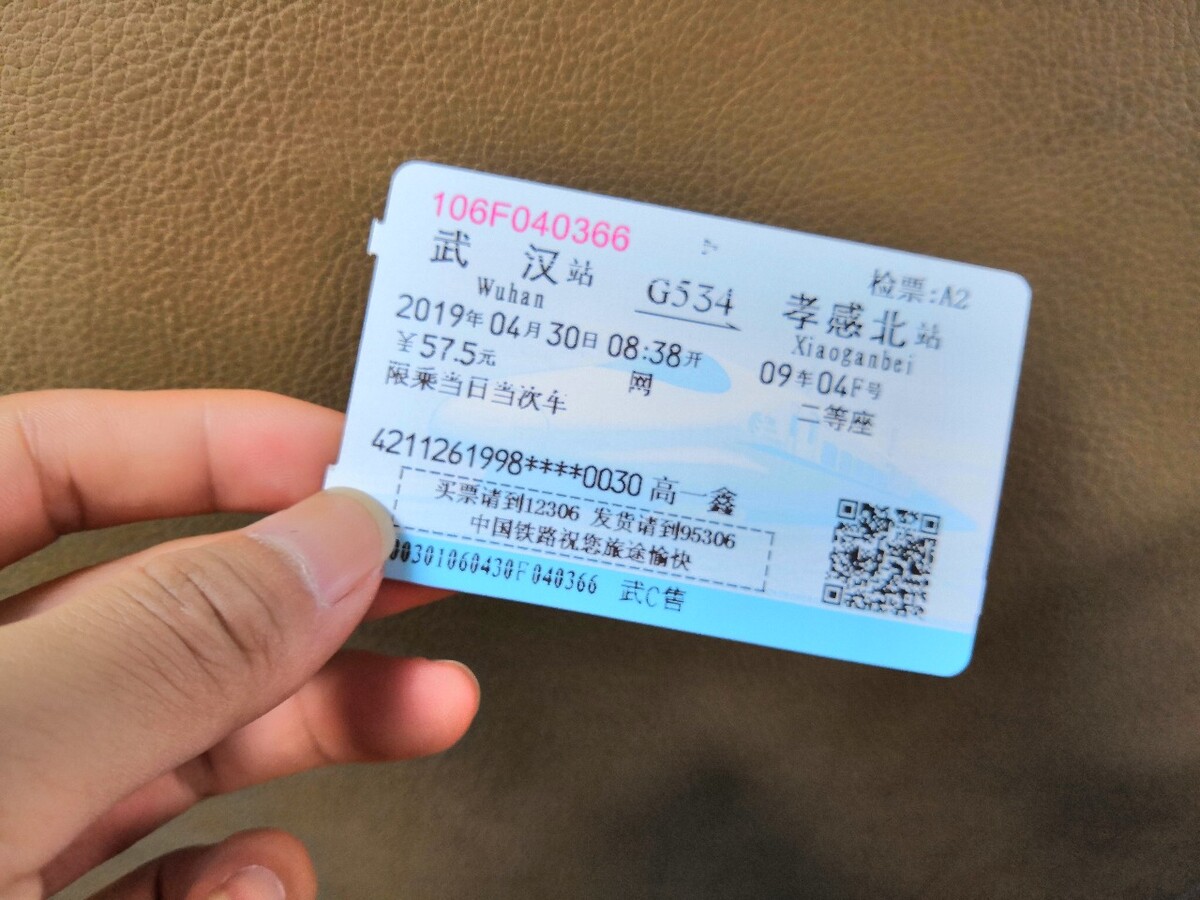 106F040366
检票:A2
武汉站 G534 孝感北站
Wuhan Xiaoganbei
2019年04月30日 08:38开 09车04F号
￥57.5元 网 二等座
限乘当日当次车
4211261998****0030 高一鑫
买票请到12306 发货请到95306
中国铁路祝您旅途愉快
00301060430F040366 武C售